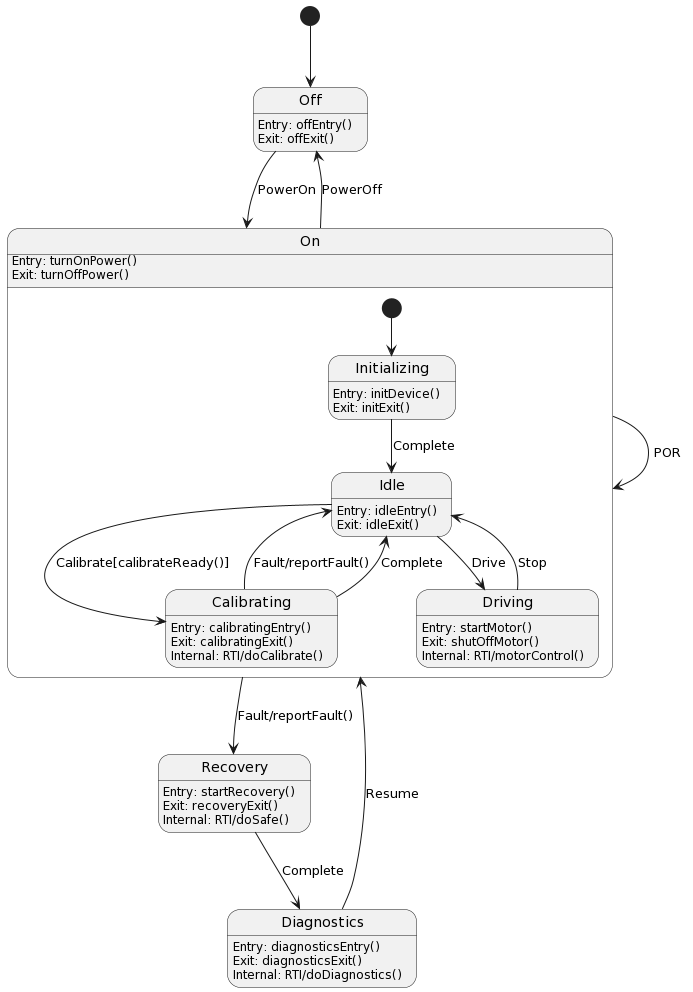 Off
Entry: offEntry()
Exit: offExit()
PowerOn
PowerOff
On
Entry: turnOnPower()
Exit: turnOffPower()
Initializing
Entry: initDevice()
Exit: initExit()
Complete
POR
Idle
Entry: idleEntry()
Exit: idleExit()
Calibrate[calibrateReady()]
Fault/reportFault()
Complete
Drive
Stop
Calibrating
Entry: calibratingEntry()
Exit: calibratingExit()
Internal: RTI/doCalibrate()
Driving
Entry: startMotor()
Exit: shutOffMotor()
Internal: RTI/motorControl()
Fault/reportFault()
Recovery
Entry: startRecovery()
Exit: recoveryExit()
Internal: RTI/doSafe()
Resume
Complete
Diagnostics
Entry: diagnosticsEntry()
Exit: diagnosticsExit()
Internal: RTI/doDiagnostics()